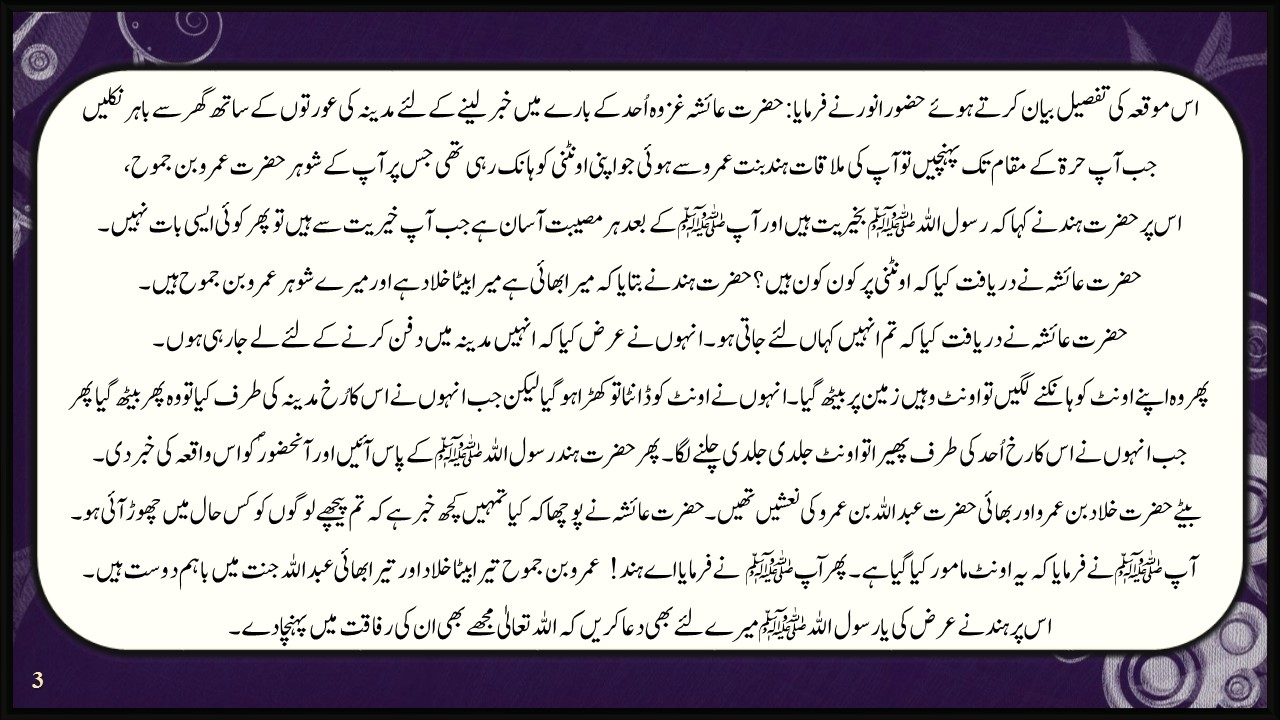 اس موقعہ کی تفصیل بیان کرتے ہوئے حضور انور نے فرمایا: حضرت عائشہ غزوہ اُحد کے بارے میں خبر لینے کے لئے مدینہ کی عورتوں کے ساتھ گھر سے باہر نکلیں
جب آپ حرۃ کے مقام تک پہنچیں تو آپ کی ملاقات ہند بنت عمرو سے ہوئی جو اپنی اونٹنی کو ہانک رہی تھی جس پر آپ کے شوہر حضرت عمرو بن جموح،
اس پر حضرت ہند نے کہا کہ رسول اللہ ﷺ بخیریت ہیں اور آپ ﷺ کے بعد ہر مصیبت آسان ہے جب آپ خیریت سے ہیں تو پھر کوئی ایسی بات نہیں۔
حضرت عائشہ نے دریافت کیا کہ اونٹنی پر کون کون ہیں؟ حضرت ہند نے بتایا کہ میرا بھائی ہے میرا بیٹا خلاد ہے اور میرے شوہر عمرو بن جموح ہیں۔
حضرت عائشہ نے دریافت کیا کہ تم انہیں کہاں لئے جاتی ہو۔ انہوں نے عرض کیا کہ انہیں مدینہ میں دفن کرنے کے لئے لے جا رہی ہوں۔
پھر وہ اپنے اونٹ کو ہانکنے لگیں تو اونٹ وہیں زمین پر بیٹھ گیا۔ انہوں نے اونٹ کو ڈانٹا تو کھڑا ہو گیا لیکن جب انہوں نے اس کا رُخ مدینہ کی طرف کیا تو وہ پھر بیٹھ گیا پھر
جب انہوں نے اس کا رخ اُحد کی طرف پھیرا تو اونٹ جلدی جلدی چلنے لگا۔ پھر حضرت ہند رسول اللہ ﷺ کے پاس آئیں اور آنحضورؐ کو اس واقعہ کی خبر دی۔
بیٹے حضرت خلاد بن عمرو اور بھائی حضرت عبد اللہ بن عمرو کی نعشیں تھیں۔ حضرت عائشہ نے پوچھا کہ کیا تمہیں کچھ خبر ہے کہ تم پیچھے لوگوں کو کس حال میں چھوڑ آئی ہو۔
آپ ﷺ نے فرمایا کہ یہ اونٹ مامور کیا گیا ہے۔ پھر آپ ﷺ نے فرمایا اے ہند! عمرو بن جموح تیرا بیٹا خلاد اور تیرا بھائی عبد اللہ جنت میں باہم دوست ہیں۔
اس پر ہند نے عرض کی یا رسول اللہ ﷺ میرے لئے بھی دعا کریں کہ اللہ تعالیٰ مجھے بھی ان کی رفاقت میں پہنچا دے۔
3